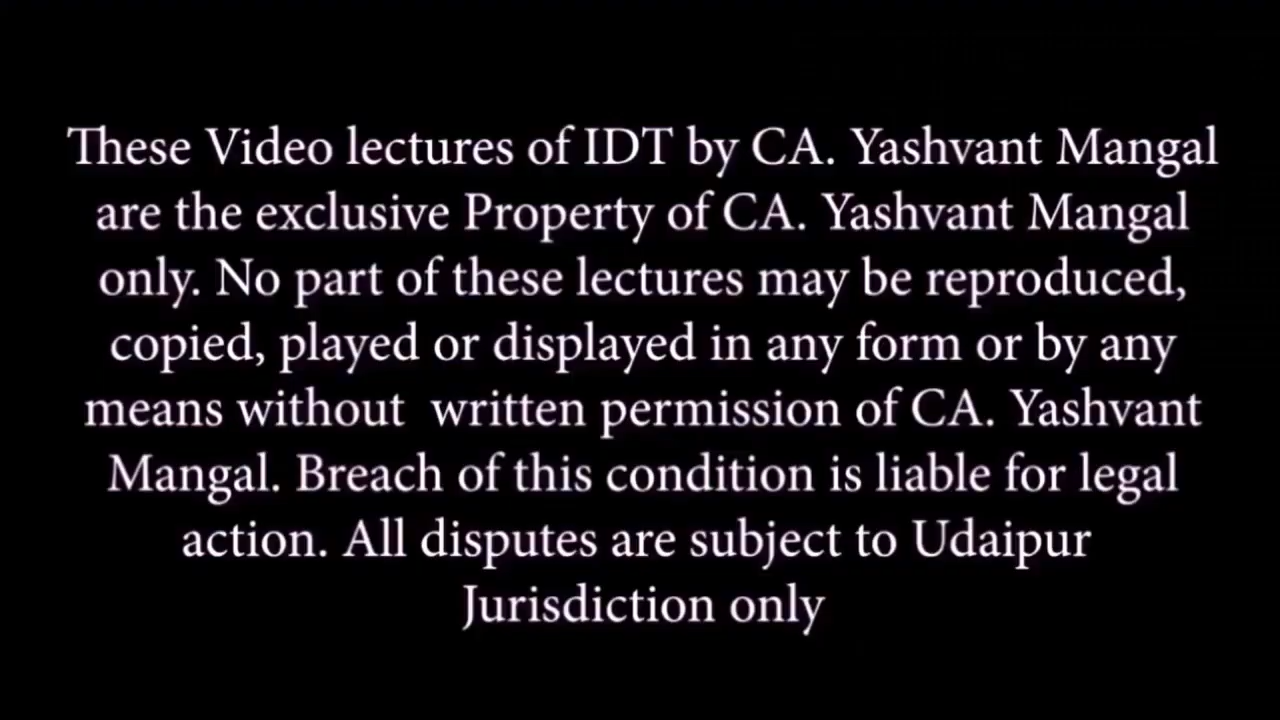 These Video lectures of IDT by CA. Yashvant Mangal
are the exclusive Property of CA. Yashvant Mangal
only. No part of these lectures may be reproduced,
copied, played or displayed in any form or by any
means without  written permission of CA. Yashvant
Mangal. Breach of this condition is liable for legal
action. All disputes are subject to Udaipur
Jurisdiction only